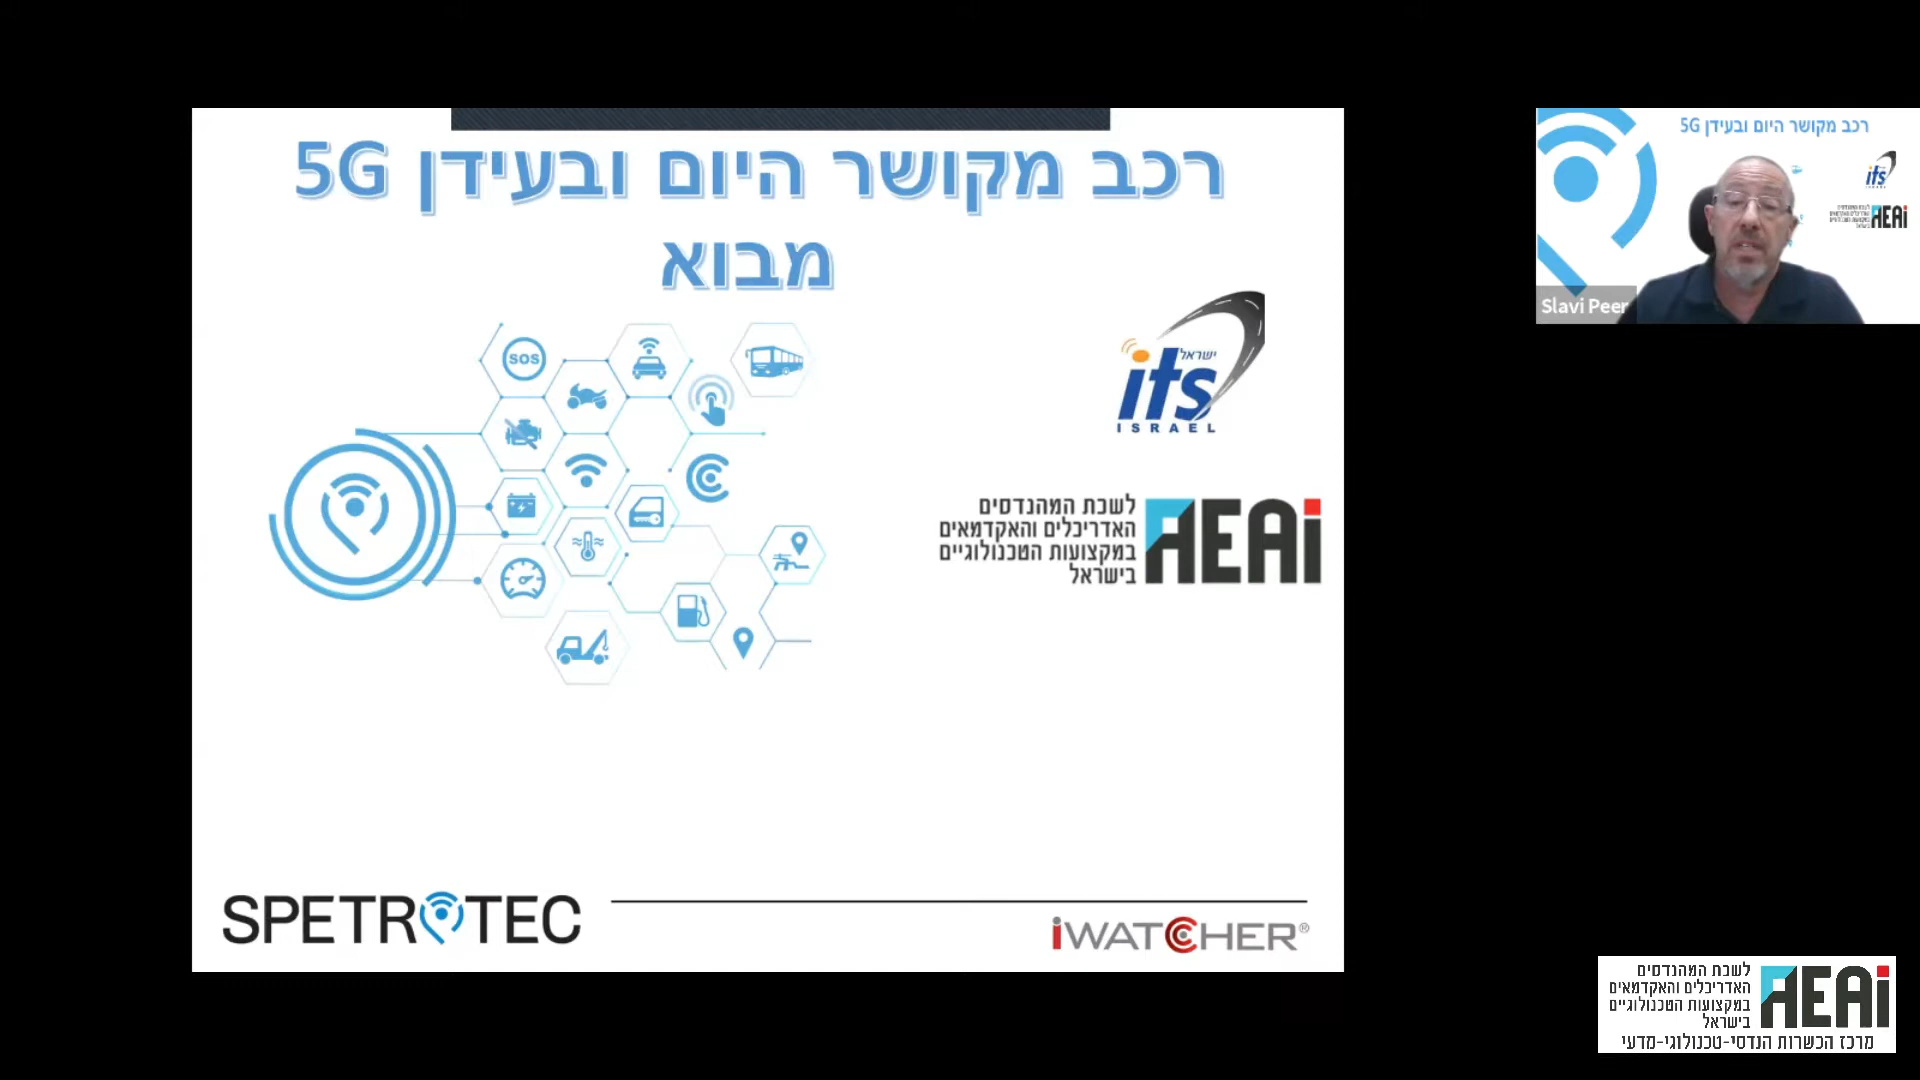 רכב מקושר היום ובעידן 5G
מבוא
SOS
ישראל
its
ISRAEL
לשכת המהנדסים
האדריכלים והאקדמאים
במקצועות הטכנולוגיים
בישראל
AEAi
SPETROTEC
iWATCHER®
רכב מקושר היום ובעידן 5G
its
AEAi
Slavi Peer
לשכת המהנדסים
האדריכלים והאקדמאים
במקצועות הטכנולוגיים
בישראל
AEAi
מרכז הכשרות הנדסי-טכנולוגי-מדעי